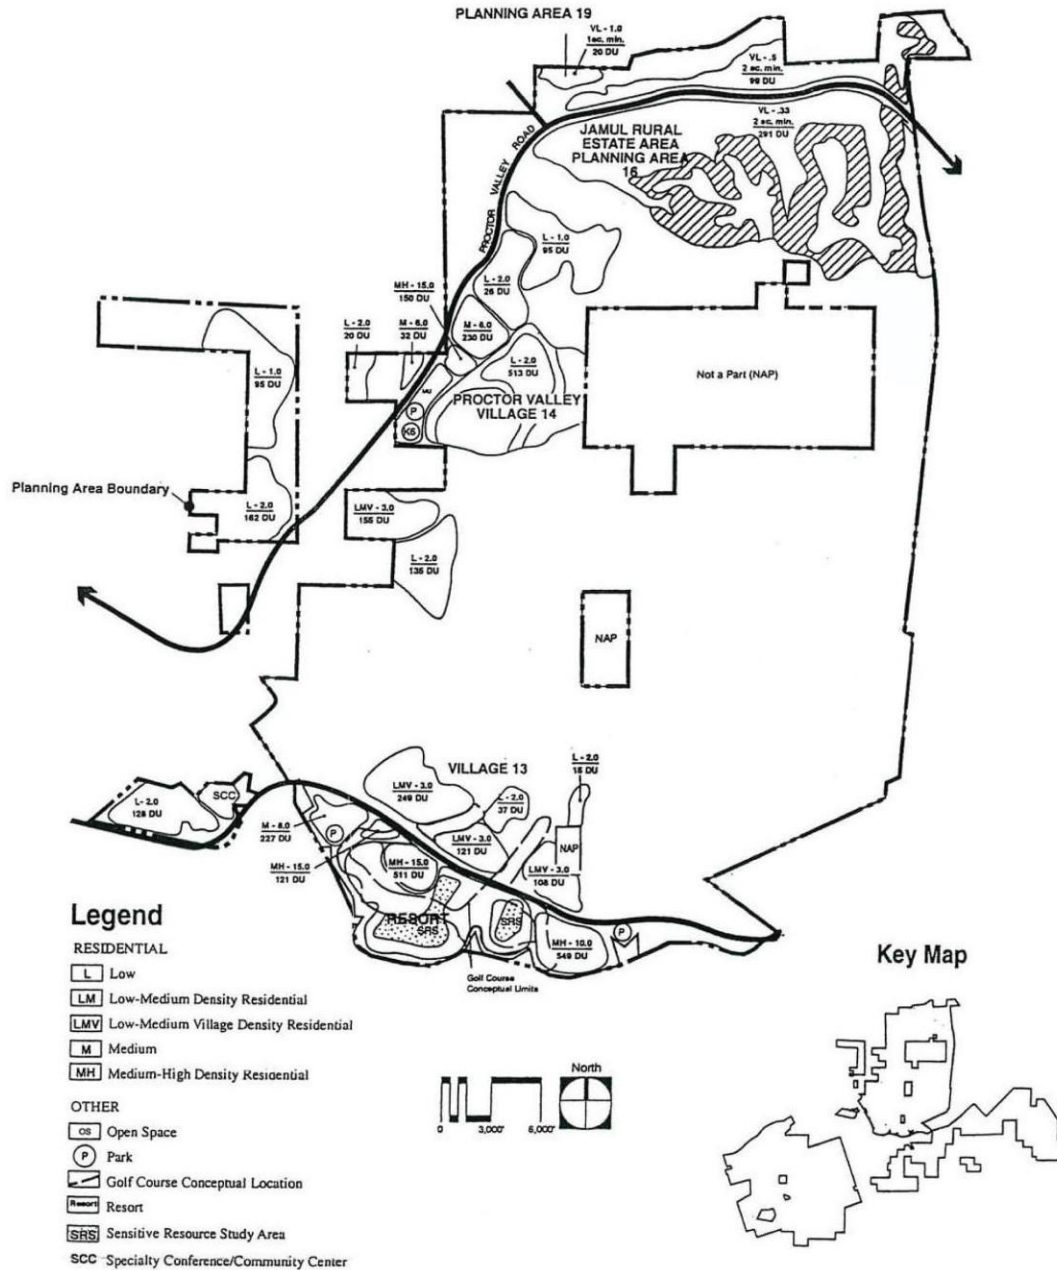 PLANNING AREA 19
VL - 1.0
1ac. min.
20 DU
VL - .5
2 ac. min.
99 DU
VL - .33
2 ac. min.
291 DU
JAMUL RURAL
ESTATE AREA
PLANNING AREA
16
PROCTOR VALLEY ROAD
L - 1.0
95 DU
L - 2.0
26 DU
MH - 15.0
150 DU
M - 6.0
32 DU
M - 6.0
230 DU
L - 2.0
20 DU
L - 2.0
513 DU
MU
P
K6
PROCTOR VALLEY
VILLAGE 14
Not a Part (NAP)
L - 1.0
95 DU
Planning Area Boundary
L - 2.0
162 DU
LMV - 3.0
155 DU
L - 2.0
135 DU
NAP
VILLAGE 13
L - 2.0
15 DU
LMV - 3.0
249 DU
L - 2.0
37 DU
SCC
L - 2.0
128 DU
M - 8.0
227 DU
P
LMV - 3.0
121 DU
NAP
MH - 15.0
121 DU
MH - 15.0
511 DU
LMV - 3.0
108 DU
RESORT
SRS
SRS
P
MH - 10.0
549 DU
Golf Course
Conceptual Limits
Legend
RESIDENTIAL
L Low
LM Low-Medium Density Residential
LMV Low-Medium Village Density Residential
M Medium
MH Medium-High Density Residential
OTHER
OS Open Space
P Park
Golf Course Conceptual Location
Resort Resort
SRS Sensitive Resource Study Area
SCC Specialty Conference/Community Center
0 3,000' 6,000'
North
Key Map